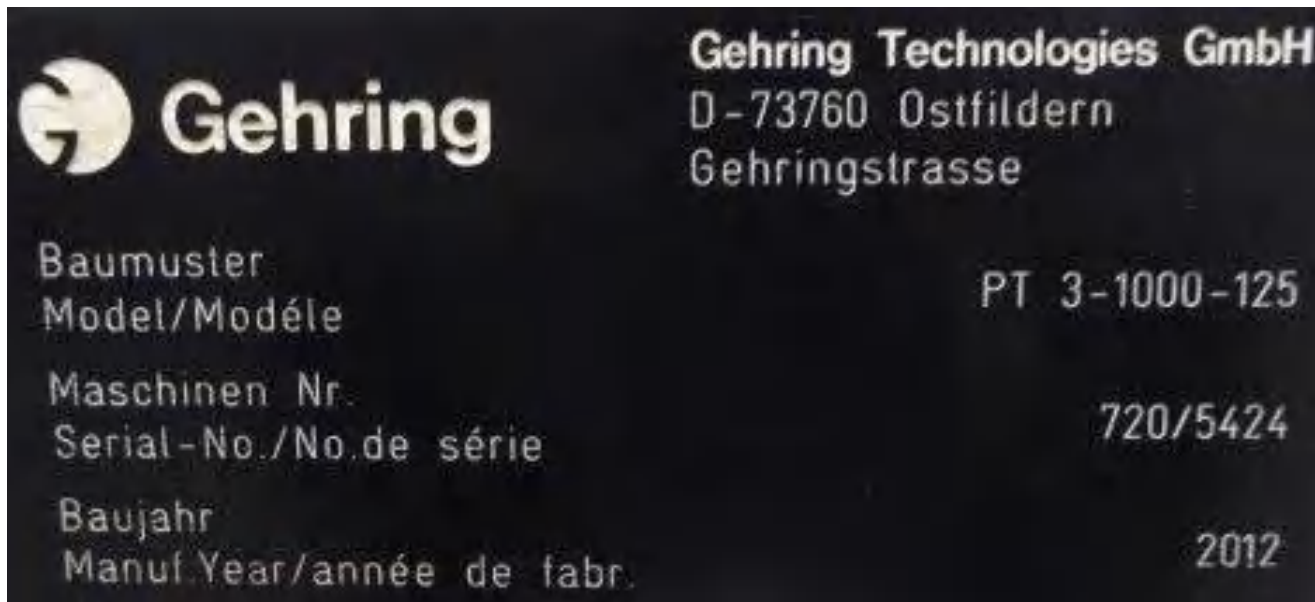 Gehring
Gehring Technologies GmbH
D-73760 Ostfildern
Gehringstrasse
Baumuster
Model/Modéle
PT 3-1000-125
Maschinen Nr.
Serial-No./No.de série
720/5424
Baujahr
Manuf.Year/année de fabr.
2012